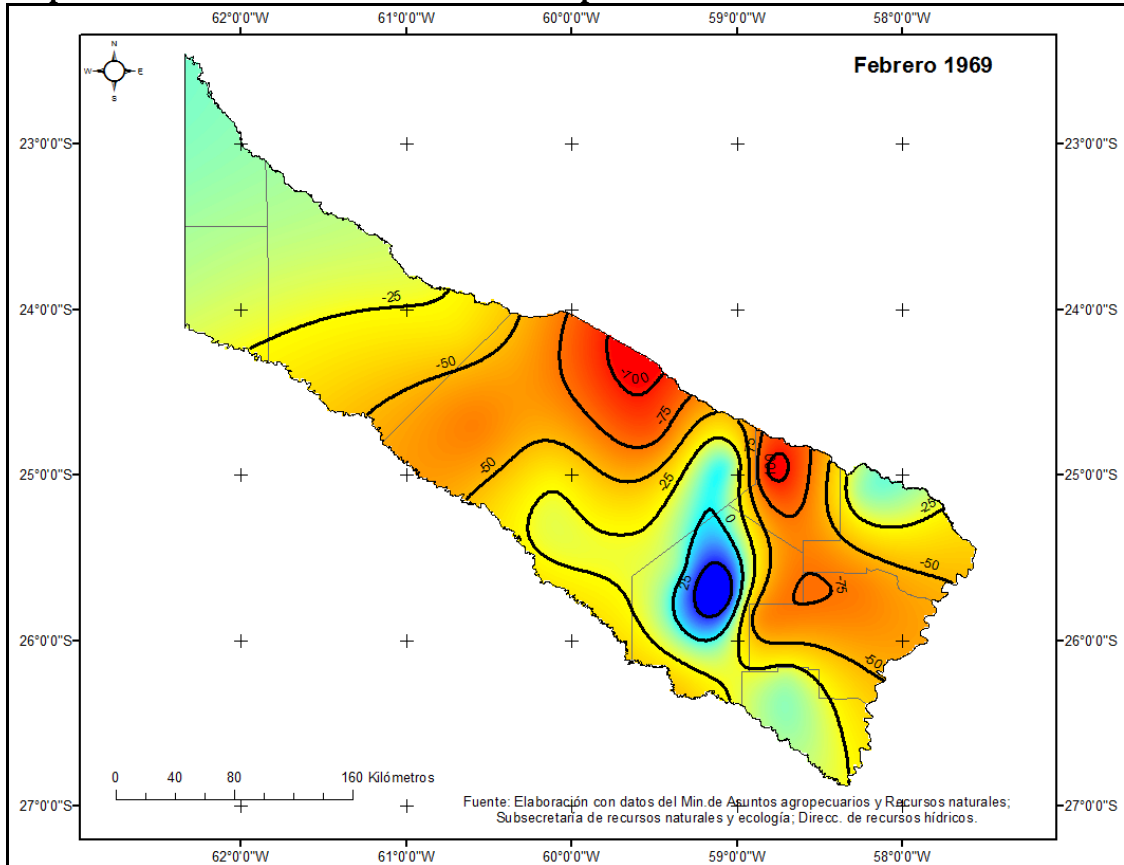 62°0'0"W 61°0'0"W 60°0'0"W 59°0'0"W 58°0'0"W
N
W E
S
Febrero 1969
23°0'0"S 23°0'0"S
24°0'0"S 24°0'0"S
-25
-50
-700
-75
-50
-25
25°0'0"S 25°0'0"S
25
0
-50
25
-75
26°0'0"S 26°0'0"S
-50
0 40 80 160 Kilómetros
27°0'0"S 27°0'0"S
Fuente: Elaboración con datos del Min.de Asuntos agropecuarios y Recursos naturales;
Subsecretaría de recursos naturales y ecología; Direcc. de recursos hídricos.
62°0'0"W 61°0'0"W 60°0'0"W 59°0'0"W 58°0'0"W